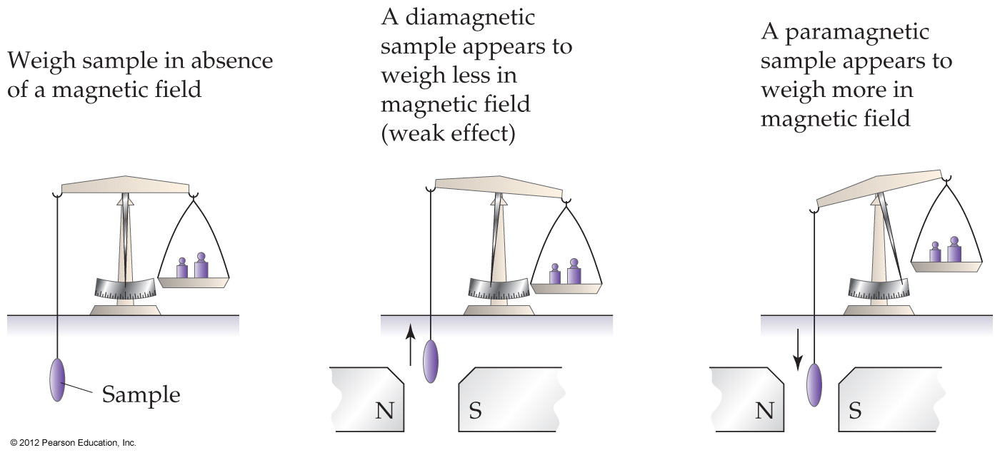 Weigh sample in absence
of a magnetic field
A diamagnetic
sample appears to
weigh less in
magnetic field
(weak effect)
A paramagnetic
sample appears to
weigh more in
magnetic field
Sample
N
S
N
S
© 2012 Pearson Education, Inc.